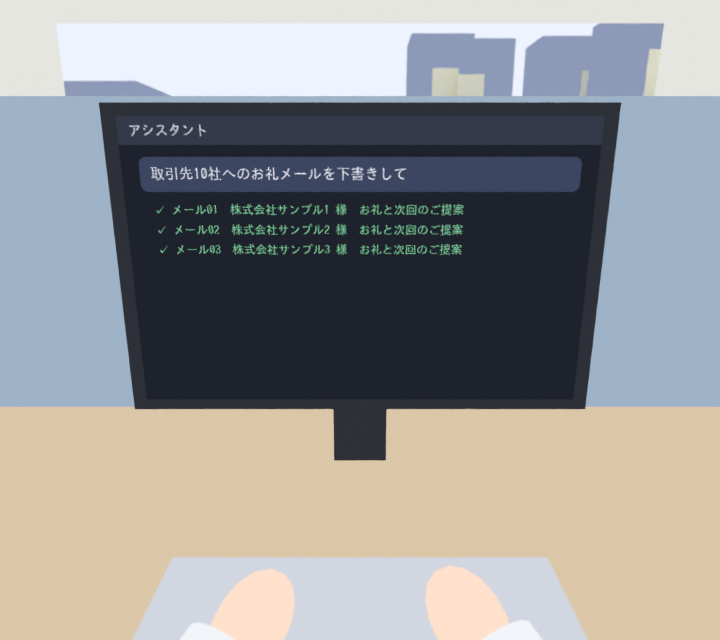 アシスタント
取引先10社へのお礼メールを下書きして
✓ メール01 株式会社サンプル1 様 お礼と次回のご提案
✓ メール02 株式会社サンプル2 様 お礼と次回のご提案
✓ メール03 株式会社サンプル3 様 お礼と次回のご提案